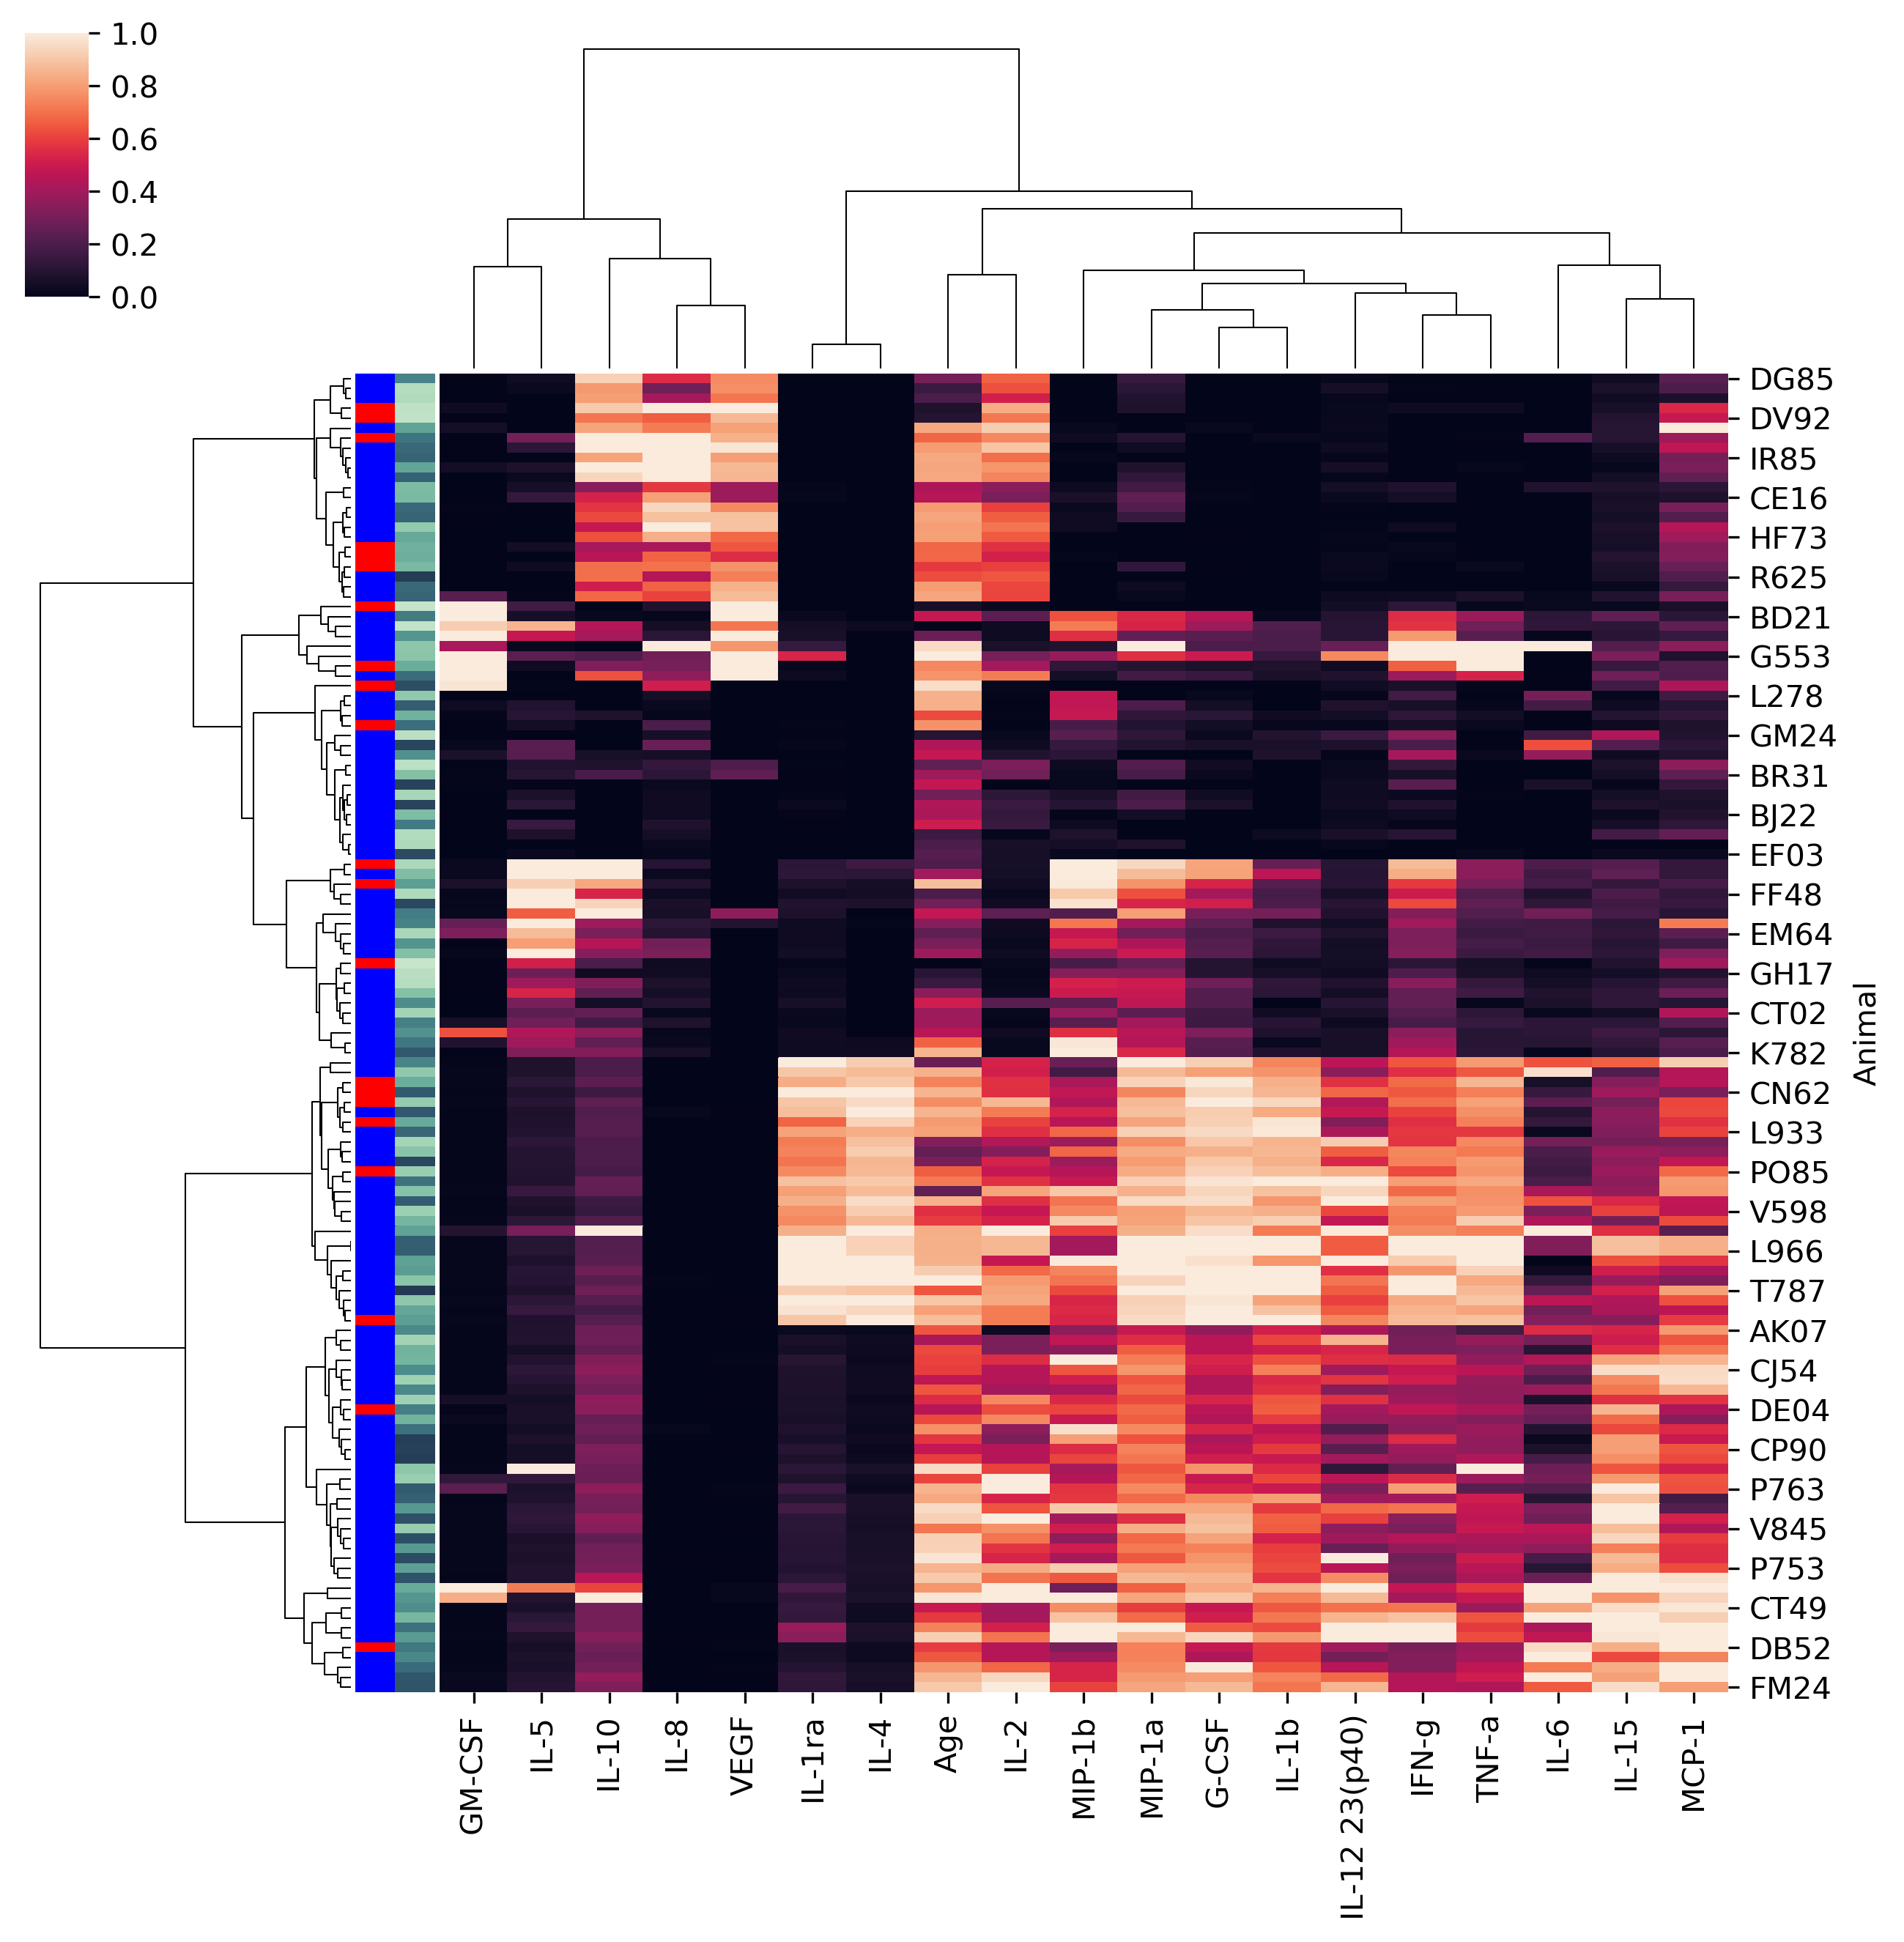 1.0
0.8
0.6
0.4
0.2
0.0
DG85
DV92
IR85
CE16
HF73
R625
BD21
G553
L278
GM24
BR31
BJ22
EF03
FF48
EM64
GH17
CT02
K782
CN62
L933
PO85
V598
L966
T787
AK07
CJ54
DE04
CP90
P763
V845
P753
CT49
DB52
FM24
Animal
GM-CSF
IL-5
IL-10
IL-8
VEGF
IL-1ra
IL-4
Age
IL-2
MIP-1b
MIP-1a
G-CSF
IL-1b
IL-12 23(p40)
IFN-g
TNF-a
IL-6
IL-15
MCP-1